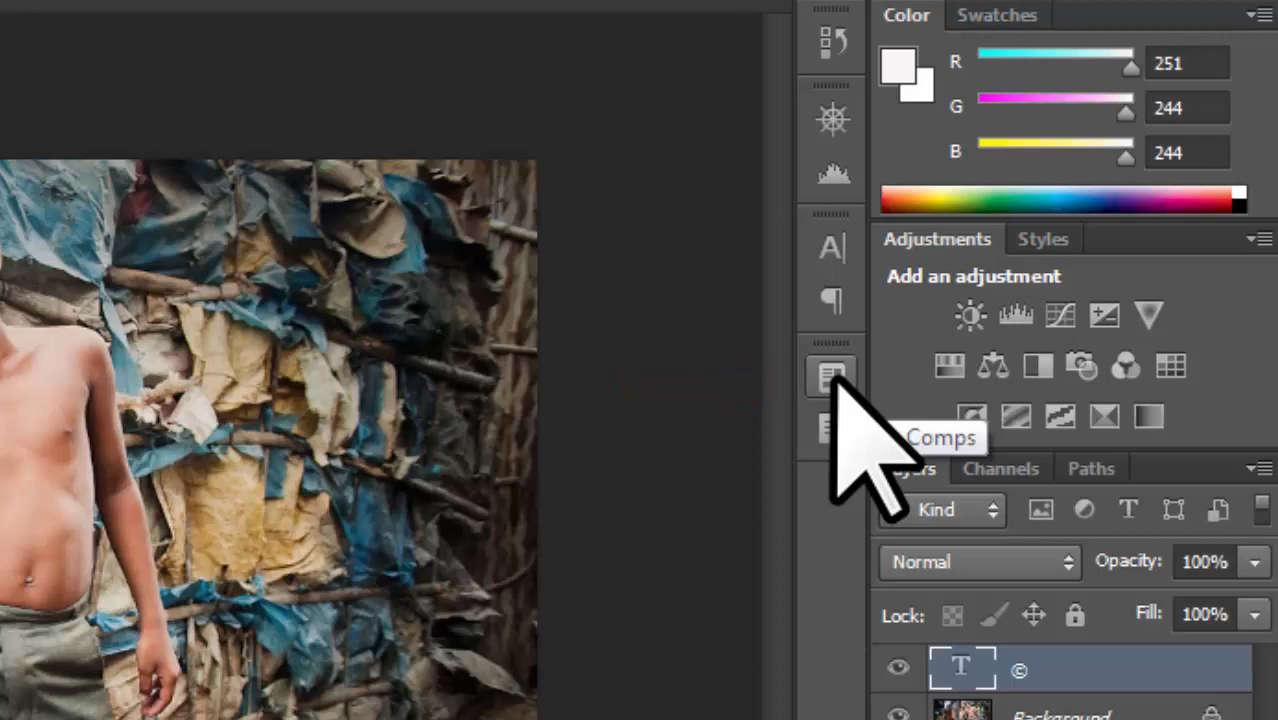 Color Swatches
R 251
G 244
B 244
Adjustments Styles
Add an adjustment
Comps
Channels Paths
Kind T
Normal Opacity: 100%
Lock: Fill: 100%
T ©
Background